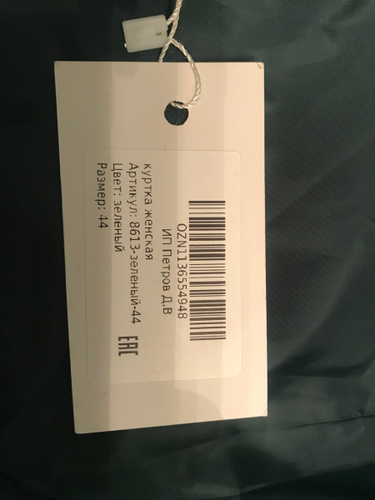 OZN1136554948
ИП Петров Д.В
куртка женская
Артикул: 8613-зеленый-44
Цвет: зеленый
Размер: 44
EAC